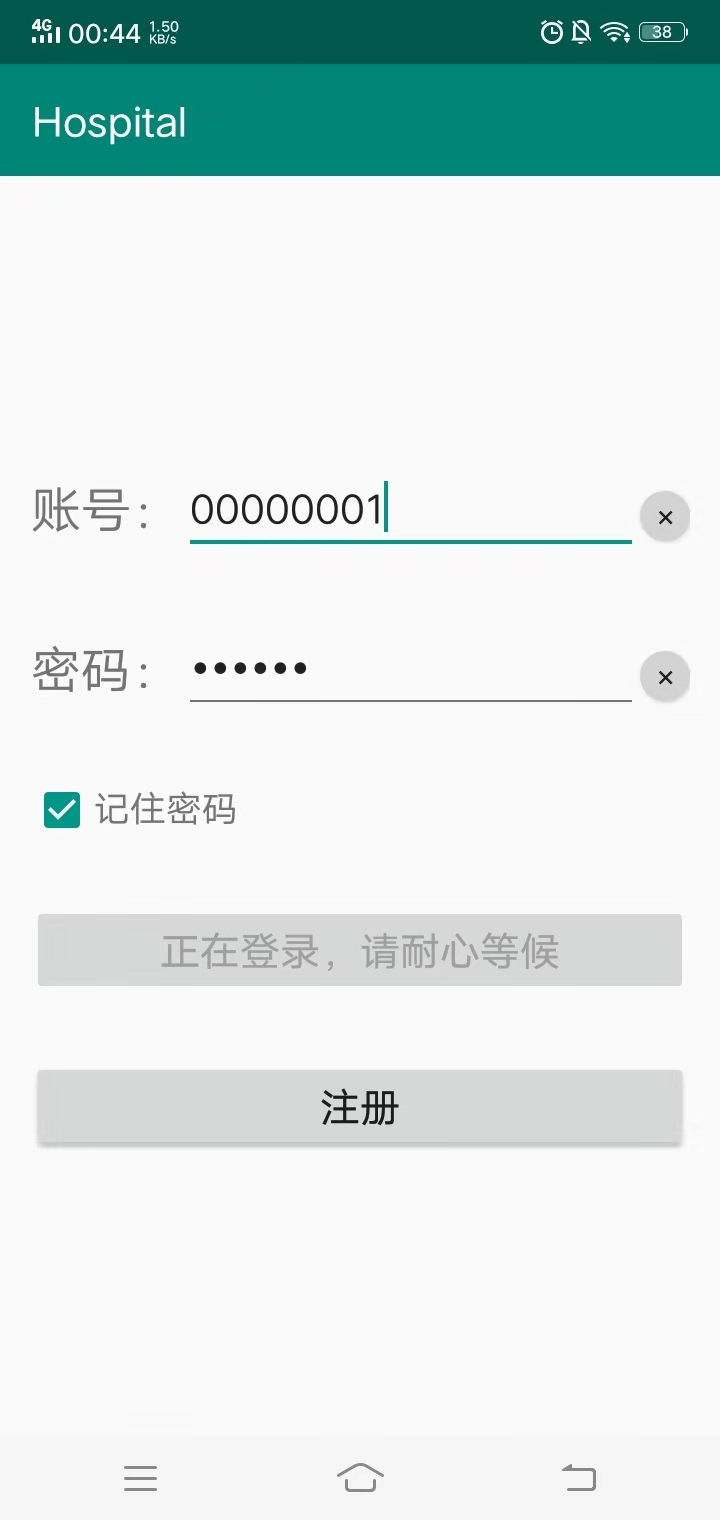 4G 00:44 1.50 KB/s 38
Hospital
账号： 00000001
密码： ••••••
记住密码
正在登录，请耐心等候
注册